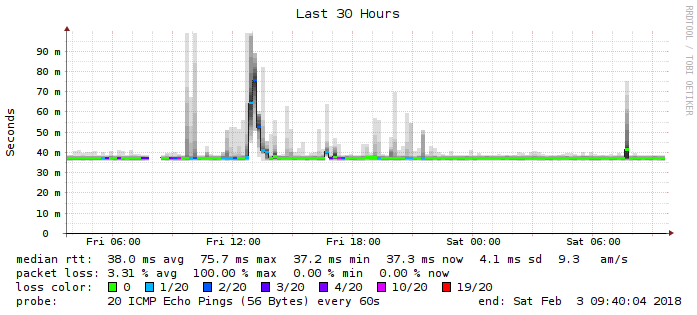 Last 30 Hours
RRDTOOL / TOBI OETIKER
Seconds
90 m
80 m
70 m
60 m
50 m
40 m
30 m
20 m
10 m
0
Fri 06:00 Fri 12:00 Fri 18:00 Sat 00:00 Sat 06:00
median rtt: 38.0 ms avg 75.7 ms max 37.2 ms min 37.3 ms now 4.1 ms sd 9.3 am/s
packet loss: 3.31 % avg 100.00 % max 0.00 % min 0.00 % now
loss color: 0 1/20 2/20 3/20 4/20 10/20 19/20
probe: 20 ICMP Echo Pings (56 Bytes) every 60s end: Sat Feb 3 09:40:04 2018